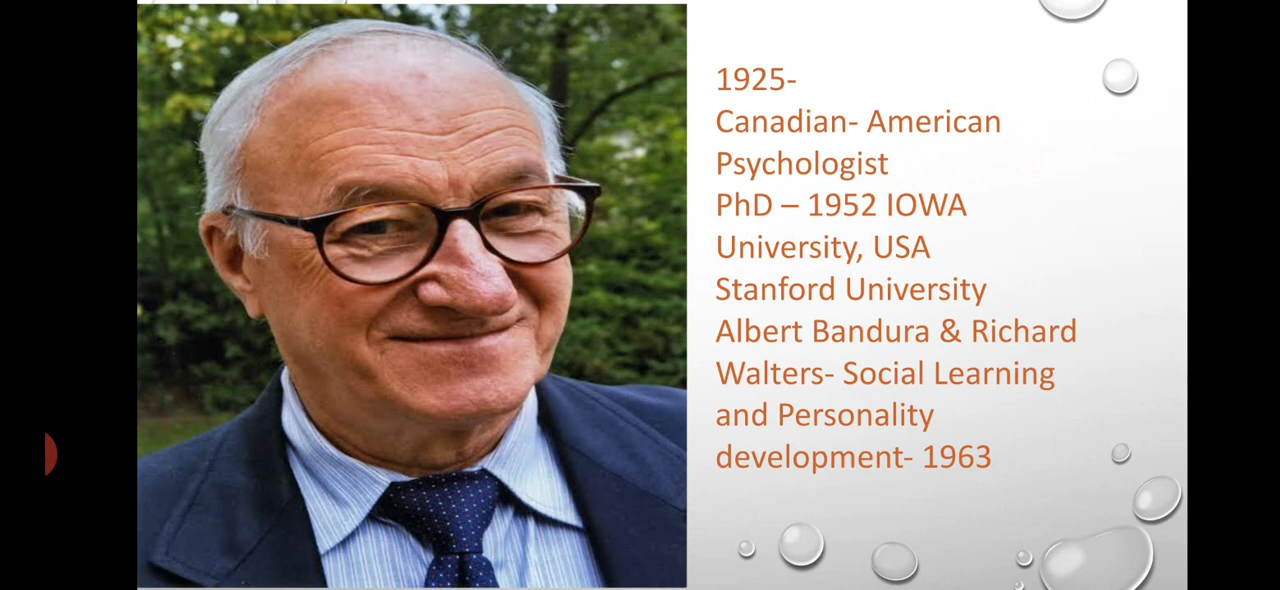 1925-
Canadian- American
Psychologist
PhD – 1952 IOWA
University, USA
Stanford University
Albert Bandura & Richard
Walters- Social Learning
and Personality
development- 1963